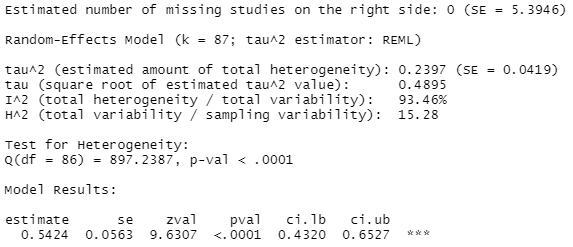 Estimated number of missing studies on the right side: 0 (SE = 5.3946)
Random-Effects Model (k = 87; tau^2 estimator: REML)
tau^2 (estimated amount of total heterogeneity): 0.2397 (SE = 0.0419)
tau (square root of estimated tau^2 value): 0.4895
I^2 (total heterogeneity / total variability): 93.46%
H^2 (total variability / sampling variability): 15.28
Test for Heterogeneity:
Q(df = 86) = 897.2387, p-val < .0001
Model Results:
estimate se zval pval ci.lb ci.ub
0.5424 0.0563 9.6307 <.0001 0.4320 0.6527 ***